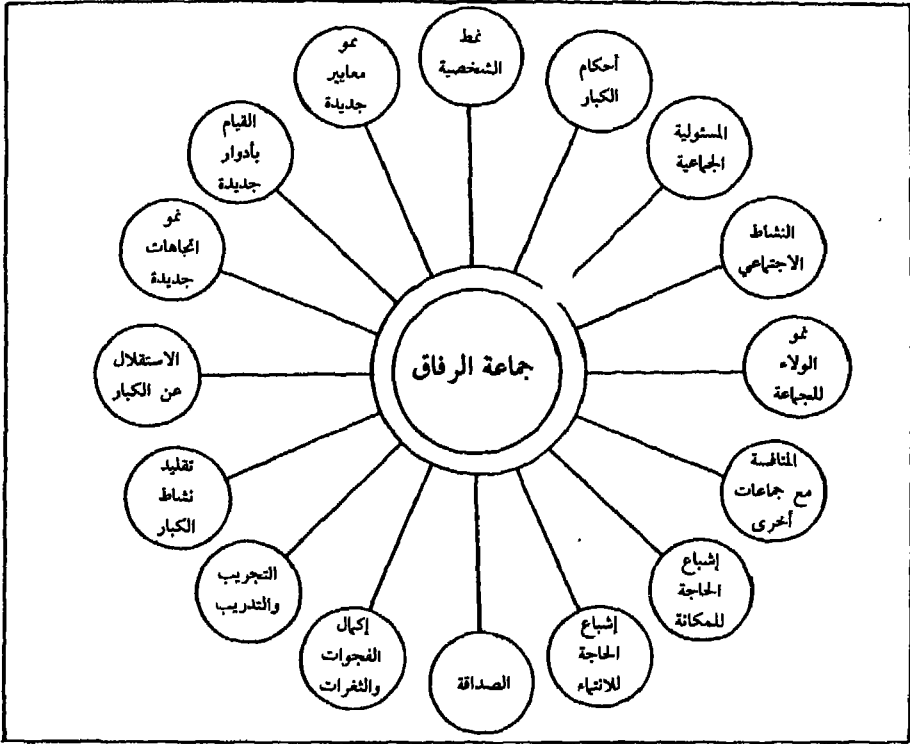 جماعة الرفاق
نمط
الشخصية
أحكام
الكبار
المسئولية
الجماعية
النشاط
الاجتماعي
نمو
الولاء
للجماعة
المنافسة
مع جماعات
أخرى
إشباع
الحاجة
للمكانة
إشباع
الحاجة
للانتماء
الصداقة
إكمال
الفجوات
والثغرات
التجريب
والتدريب
تقليد
نشاط
الكبار
الاستقلال
عن الكبار
نمو
اتجاهات
جديدة
القيام
بأدوار
جديدة
نمو
معايير
جديدة